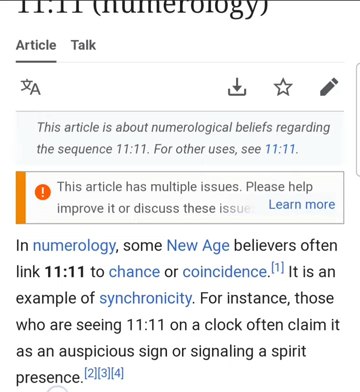 11:11 (numerology)
Article Talk
This article is about numerological beliefs regarding
the sequence 11:11. For other uses, see 11:11.
This article has multiple issues. Please help
improve it or discuss these issue Learn more
In numerology, some New Age believers often
link 11:11 to chance or coincidence.[1] It is an
example of synchronicity. For instance, those
who are seeing 11:11 on a clock often claim it
as an auspicious sign or signaling a spirit
presence.[2][3][4]